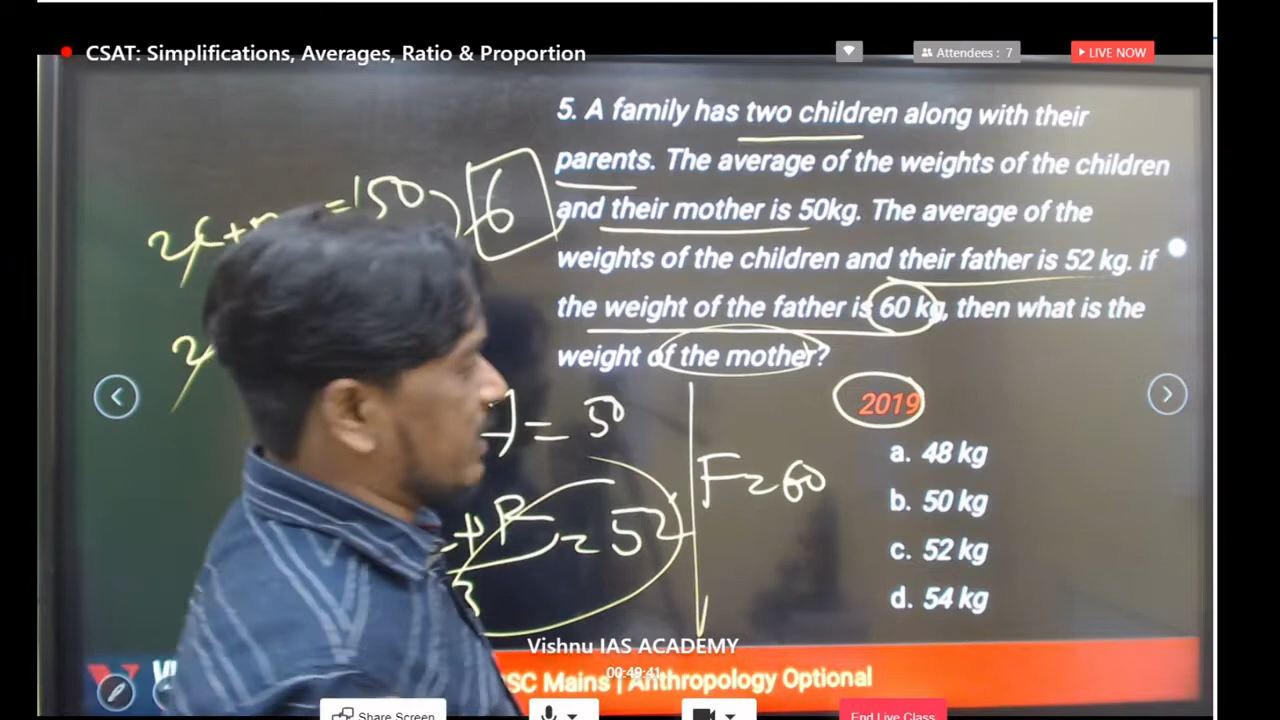 CSAT: Simplifications, Averages, Ratio & Proportion
Attendees : 7
LIVE NOW
5. A family has two children along with their
parents. The average of the weights of the children
and their mother is 50kg. The average of the
weights of the children and their father is 52 kg. if
the weight of the father is 60 kg, then what is the
weight of the mother?
2019
a. 48 kg
b. 50 kg
c. 52 kg
d. 54 kg
=150
6
= 50
= 52
3
F=60
Vishnu IAS ACADEMY
00:49:41
SC Mains | Anthropology Optional
Share Screen
End Live Class